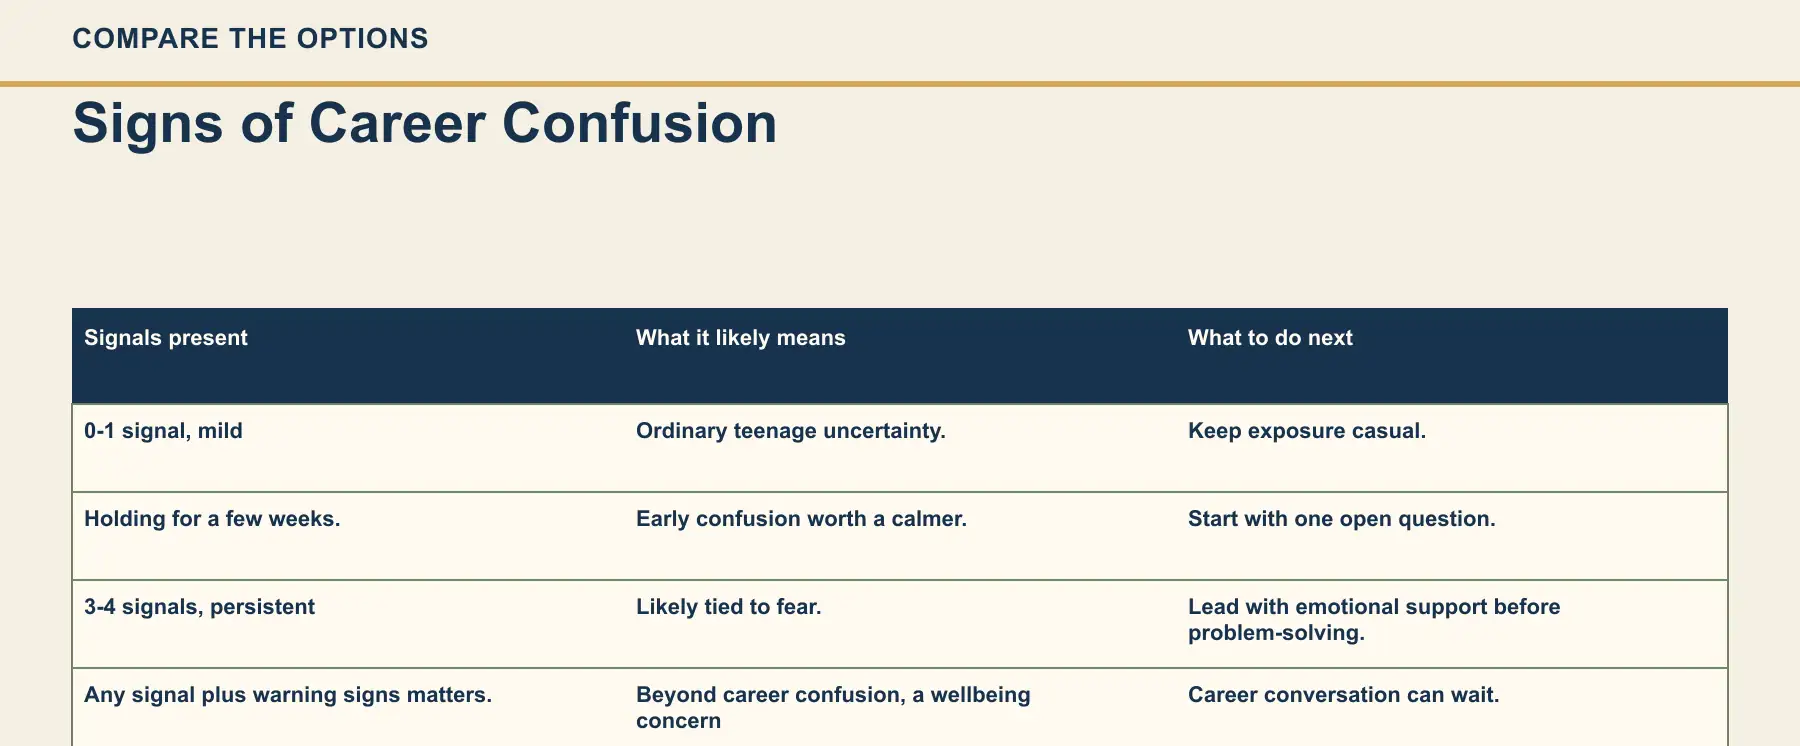 COMPARE THE OPTIONS
Signs of Career Confusion
Signals present What it likely means What to do next
0-1 signal, mild Ordinary teenage uncertainty. Keep exposure casual.
Holding for a few weeks. Early confusion worth a calmer. Start with one open question.
3-4 signals, persistent Likely tied to fear. Lead with emotional support before
problem-solving.
Any signal plus warning signs matters. Beyond career confusion, a wellbeing Career conversation can wait.
concern